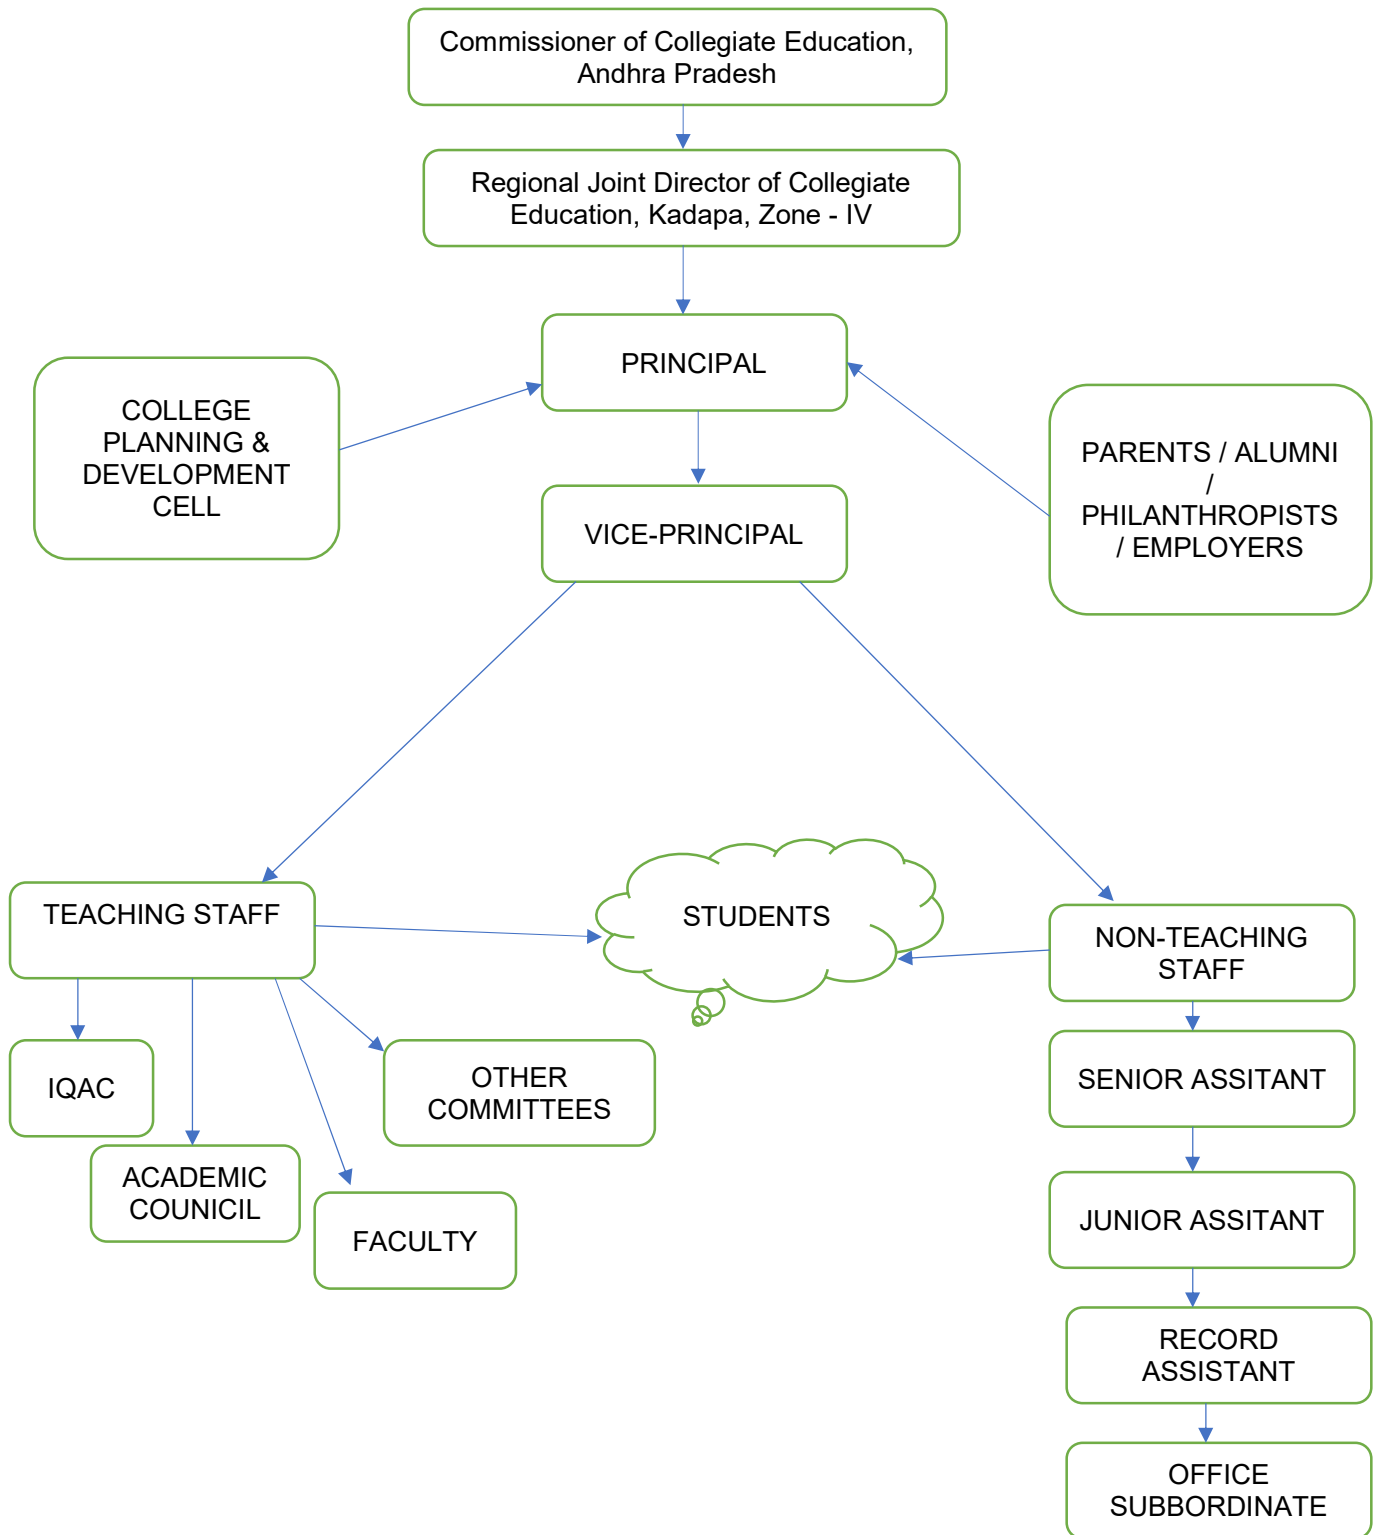 Commissioner of Collegiate Education,
Andhra Pradesh
Regional Joint Director of Collegiate
Education, Kadapa, Zone - IV
PRINCIPAL
COLLEGE
PLANNING &
DEVELOPMENT
CELL
PARENTS / ALUMNI
/
PHILANTHROPISTS
/ EMPLOYERS
VICE-PRINCIPAL
TEACHING STAFF
STUDENTS
NON-TEACHING
STAFF
IQAC
OTHER
COMMITTEES
ACADEMIC
COUNICIL
FACULTY
SENIOR ASSITANT
JUNIOR ASSITANT
RECORD
ASSISTANT
OFFICE
SUBBORDINATE